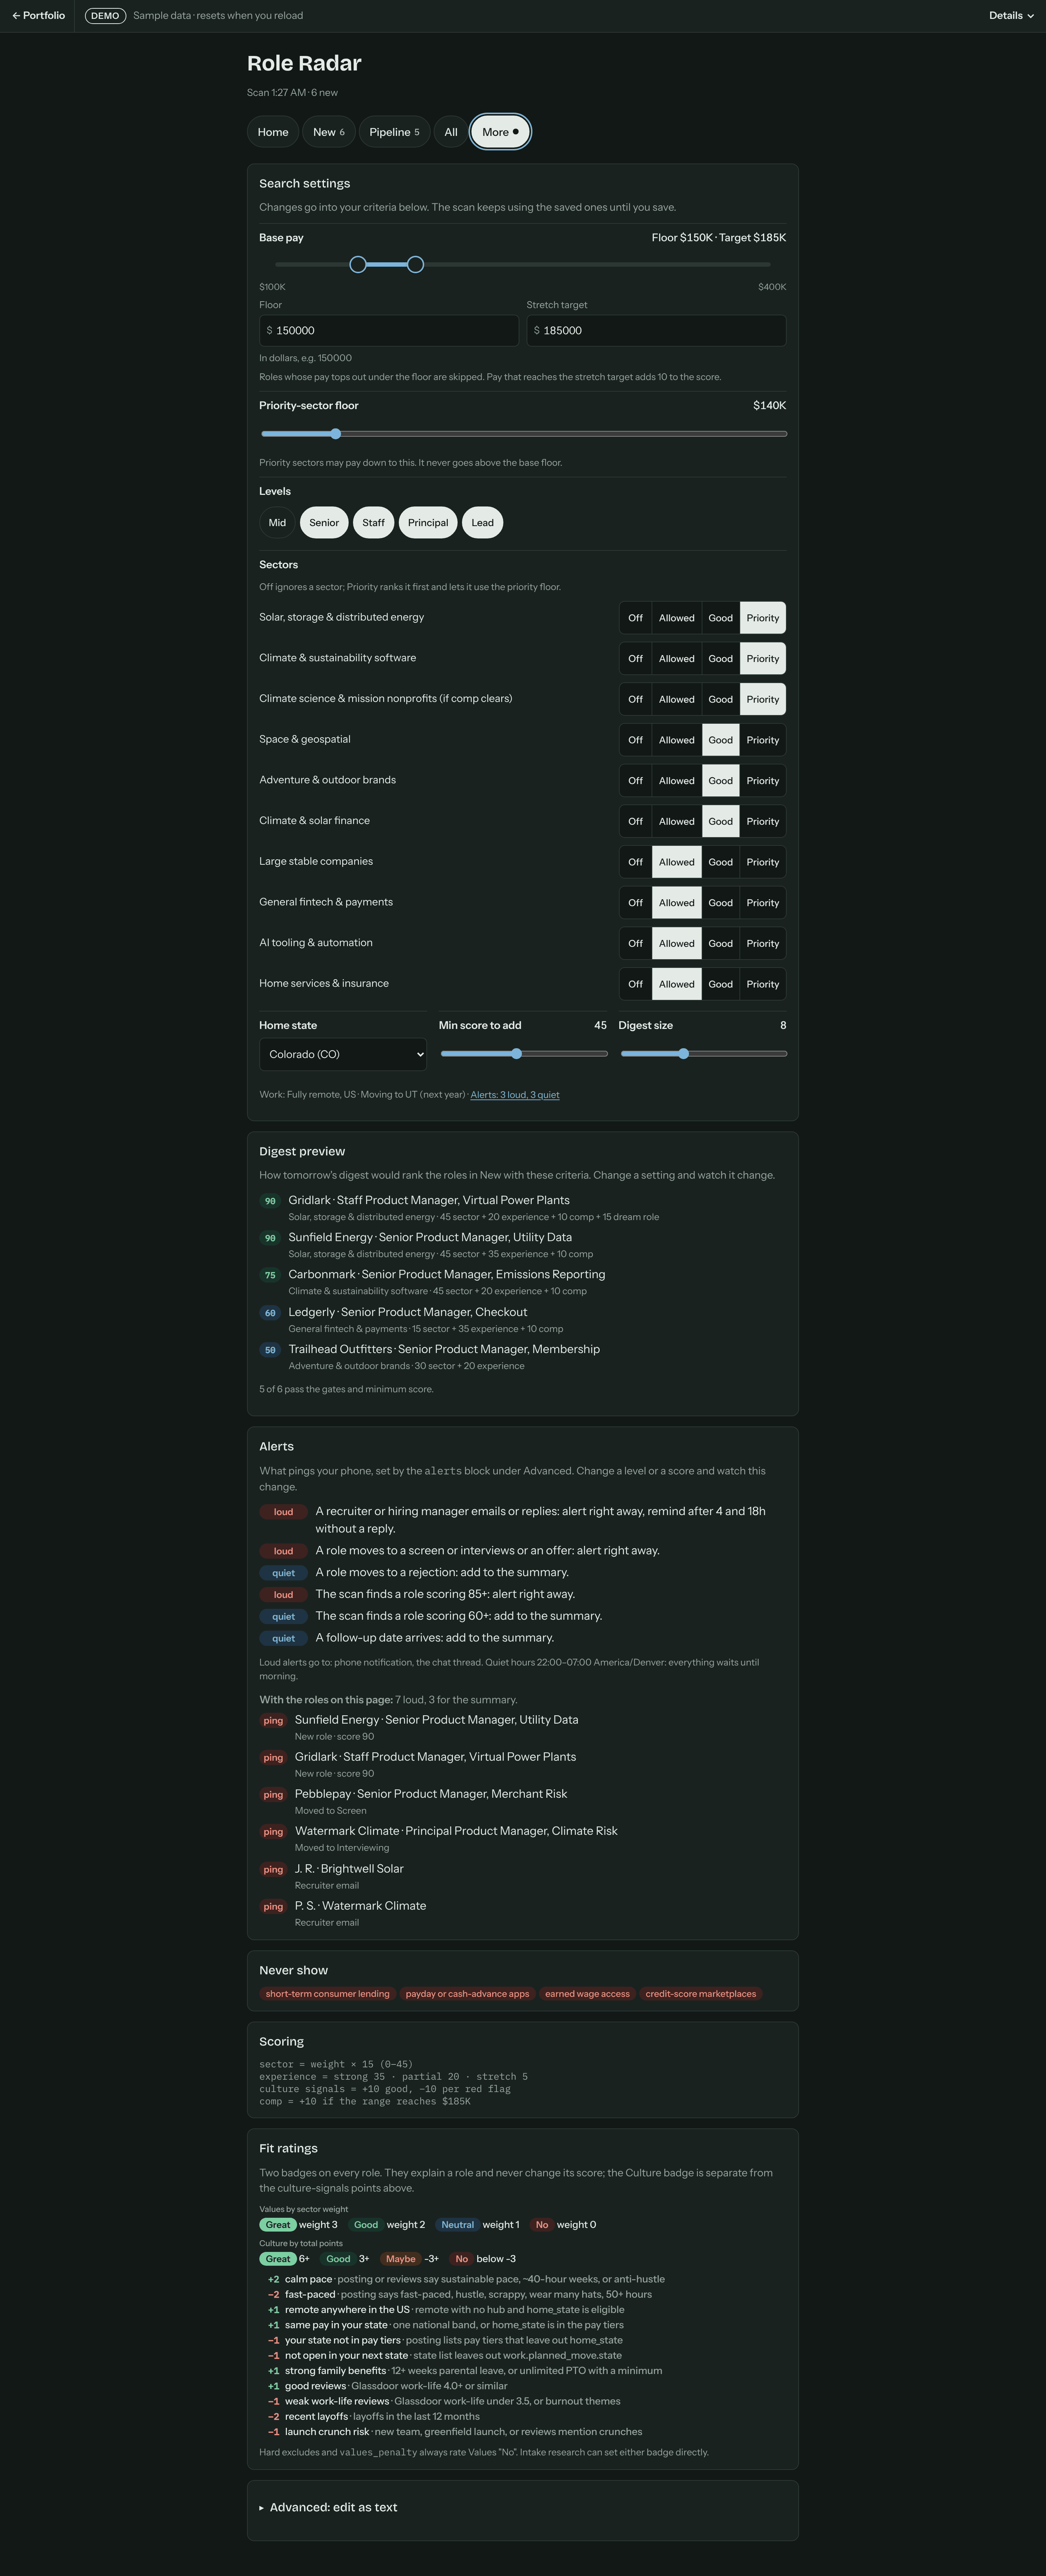 ← Portfolio
DEMO
Sample data · resets when you reload
Details
Role Radar
Scan 1:27 AM · 6 new
Home
New 6
Pipeline 5
All
More
Search settings
Changes go into your criteria below. The scan keeps using the saved ones until you save.
Base pay
Floor $150K · Target $185K
$100K
$400K
Floor
Stretch target
$ 150000
$ 185000
In dollars, e.g. 150000
Roles whose pay tops out under the floor are skipped. Pay that reaches the stretch target adds 10 to the score.
Priority-sector floor
$140K
Priority sectors may pay down to this. It never goes above the base floor.
Levels
Mid
Senior
Staff
Principal
Lead
Sectors
Off ignores a sector; Priority ranks it first and lets it use the priority floor.
Solar, storage & distributed energy
Off Allowed Good Priority
Climate & sustainability software
Off Allowed Good Priority
Climate science & mission nonprofits (if comp clears)
Off Allowed Good Priority
Space & geospatial
Off Allowed Good Priority
Adventure & outdoor brands
Off Allowed Good Priority
Climate & solar finance
Off Allowed Good Priority
Large stable companies
Off Allowed Good Priority
General fintech & payments
Off Allowed Good Priority
AI tooling & automation
Off Allowed Good Priority
Home services & insurance
Off Allowed Good Priority
Home state
Min score to add 45
Digest size 8
Colorado (CO)
Work: Fully remote, US · Moving to UT (next year) · Alerts: 3 loud, 3 quiet
Digest preview
How tomorrow's digest would rank the roles in New with these criteria. Change a setting and watch it change.
90 Gridlark · Staff Product Manager, Virtual Power Plants
Solar, storage & distributed energy · 45 sector + 20 experience + 10 comp + 15 dream role
90 Sunfield Energy · Senior Product Manager, Utility Data
Solar, storage & distributed energy · 45 sector + 35 experience + 10 comp
75 Carbonmark · Senior Product Manager, Emissions Reporting
Climate & sustainability software · 45 sector + 20 experience + 10 comp
60 Ledgerly · Senior Product Manager, Checkout
General fintech & payments · 15 sector + 35 experience + 10 comp
50 Trailhead Outfitters · Senior Product Manager, Membership
Adventure & outdoor brands · 30 sector + 20 experience
5 of 6 pass the gates and minimum score.
Alerts
What pings your phone, set by the alerts block under Advanced. Change a level or a score and watch this
change.
loud A recruiter or hiring manager emails or replies: alert right away, remind after 4 and 18h
without a reply.
loud A role moves to a screen or interviews or an offer: alert right away.
quiet A role moves to a rejection: add to the summary.
loud The scan finds a role scoring 85+: alert right away.
quiet The scan finds a role scoring 60+: add to the summary.
quiet A follow-up date arrives: add to the summary.
Loud alerts go to: phone notification, the chat thread. Quiet hours 22:00–07:00 America/Denver: everything waits until
morning.
With the roles on this page: 7 loud, 3 for the summary.
ping Sunfield Energy · Senior Product Manager, Utility Data
New role · score 90
ping Gridlark · Staff Product Manager, Virtual Power Plants
New role · score 90
ping Pebblepay · Senior Product Manager, Merchant Risk
Moved to Screen
ping Watermark Climate · Principal Product Manager, Climate Risk
Moved to Interviewing
ping J. R. · Brightwell Solar
Recruiter email
ping P. S. · Watermark Climate
Recruiter email
Never show
short-term consumer lending
payday or cash-advance apps
earned wage access
credit-score marketplaces
Scoring
sector = weight × 15 (0–45)
experience = strong 35 · partial 20 · stretch 5
culture signals = +10 good, −10 per red flag
comp = +10 if the range reaches $185K
Fit ratings
Two badges on every role. They explain a role and never change its score; the Culture badge is separate from
the culture-signals points above.
Values by sector weight
Great weight 3 Good weight 2 Neutral weight 1 No weight 0
Culture by total points
Great 6+ Good 3+ Maybe -3+ No below -3
+2 calm pace · posting or reviews say sustainable pace, ~40-hour weeks, or anti-hustle
−2 fast-paced · posting says fast-paced, hustle, scrappy, wear many hats, 50+ hours
+1 remote anywhere in the US · remote with no hub and home_state is eligible
+1 same pay in your state · one national band, or home_state is in the pay tiers
−1 your state not in pay tiers · posting lists pay tiers that leave out home_state
−1 not open in your next state · state list leaves out work.planned_move.state
+1 strong family benefits · 12+ weeks parental leave, or unlimited PTO with a minimum
+1 good reviews · Glassdoor work-life 4.0+ or similar
−1 weak work-life reviews · Glassdoor work-life under 3.5, or burnout themes
−2 recent layoffs · layoffs in the last 12 months
−1 launch crunch risk · new team, greenfield launch, or reviews mention crunches
Hard excludes and values_penalty always rate Values "No". Intake research can set either badge directly.
▸ Advanced: edit as text